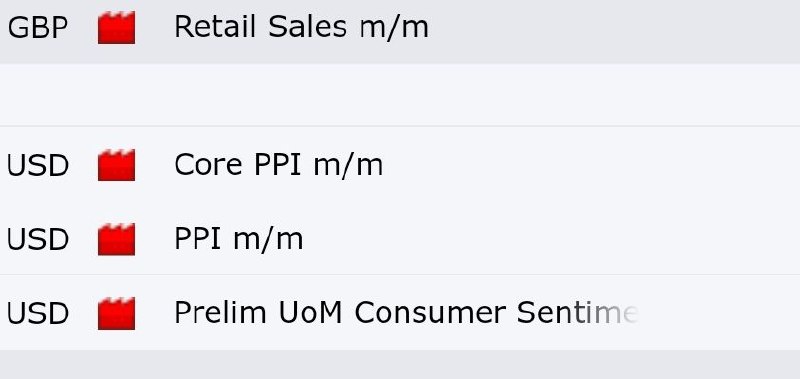 GBP Retail Sales m/m
USD Core PPI m/m
USD PPI m/m
USD Prelim UoM Consumer Sentime